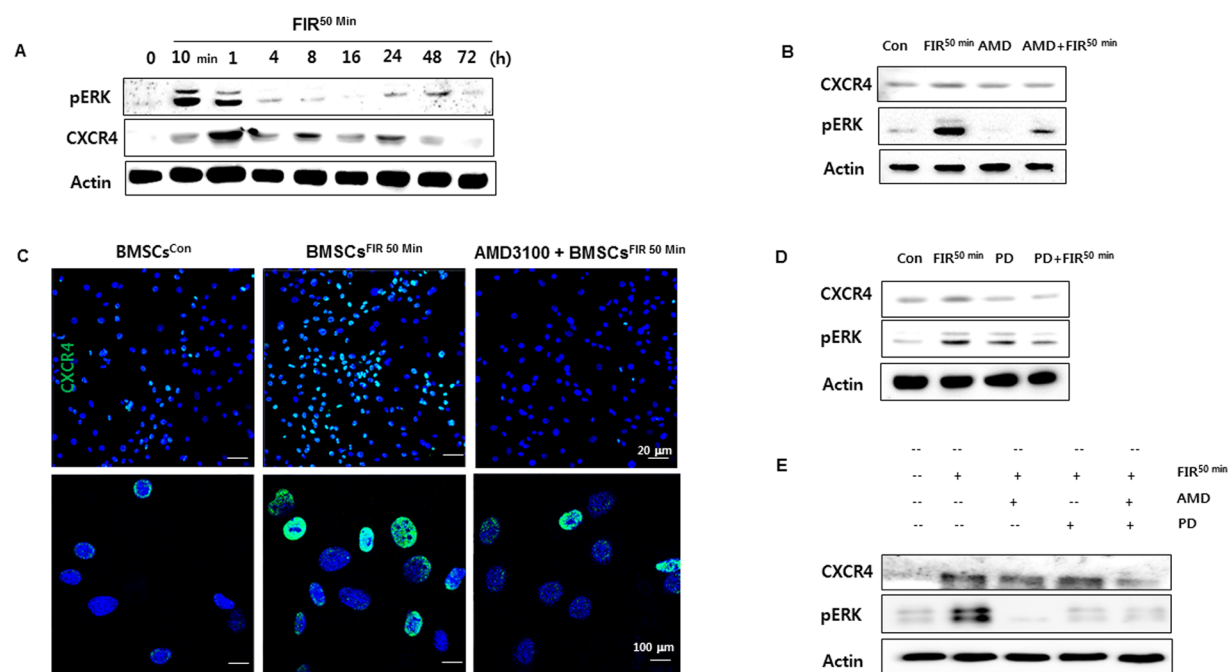 A
FIR50 Min
0 10 min 1 4 8 16 24 48 72 (h)
pERK
CXCR4
Actin
B
Con FIR50 min AMD AMD+FIR50 min
CXCR4
pERK
Actin
C
BMSCsCon BMSCsFIR 50 Min AMD3100 + BMSCsFIR 50 Min
CXCR4
20 μm
100 μm
D
Con FIR50 min PD PD+FIR50 min
CXCR4
pERK
Actin
E
-- -- -- -- --
-- + + + + FIR50 min
-- -- + -- + AMD
-- -- -- + + PD
CXCR4
pERK
Actin